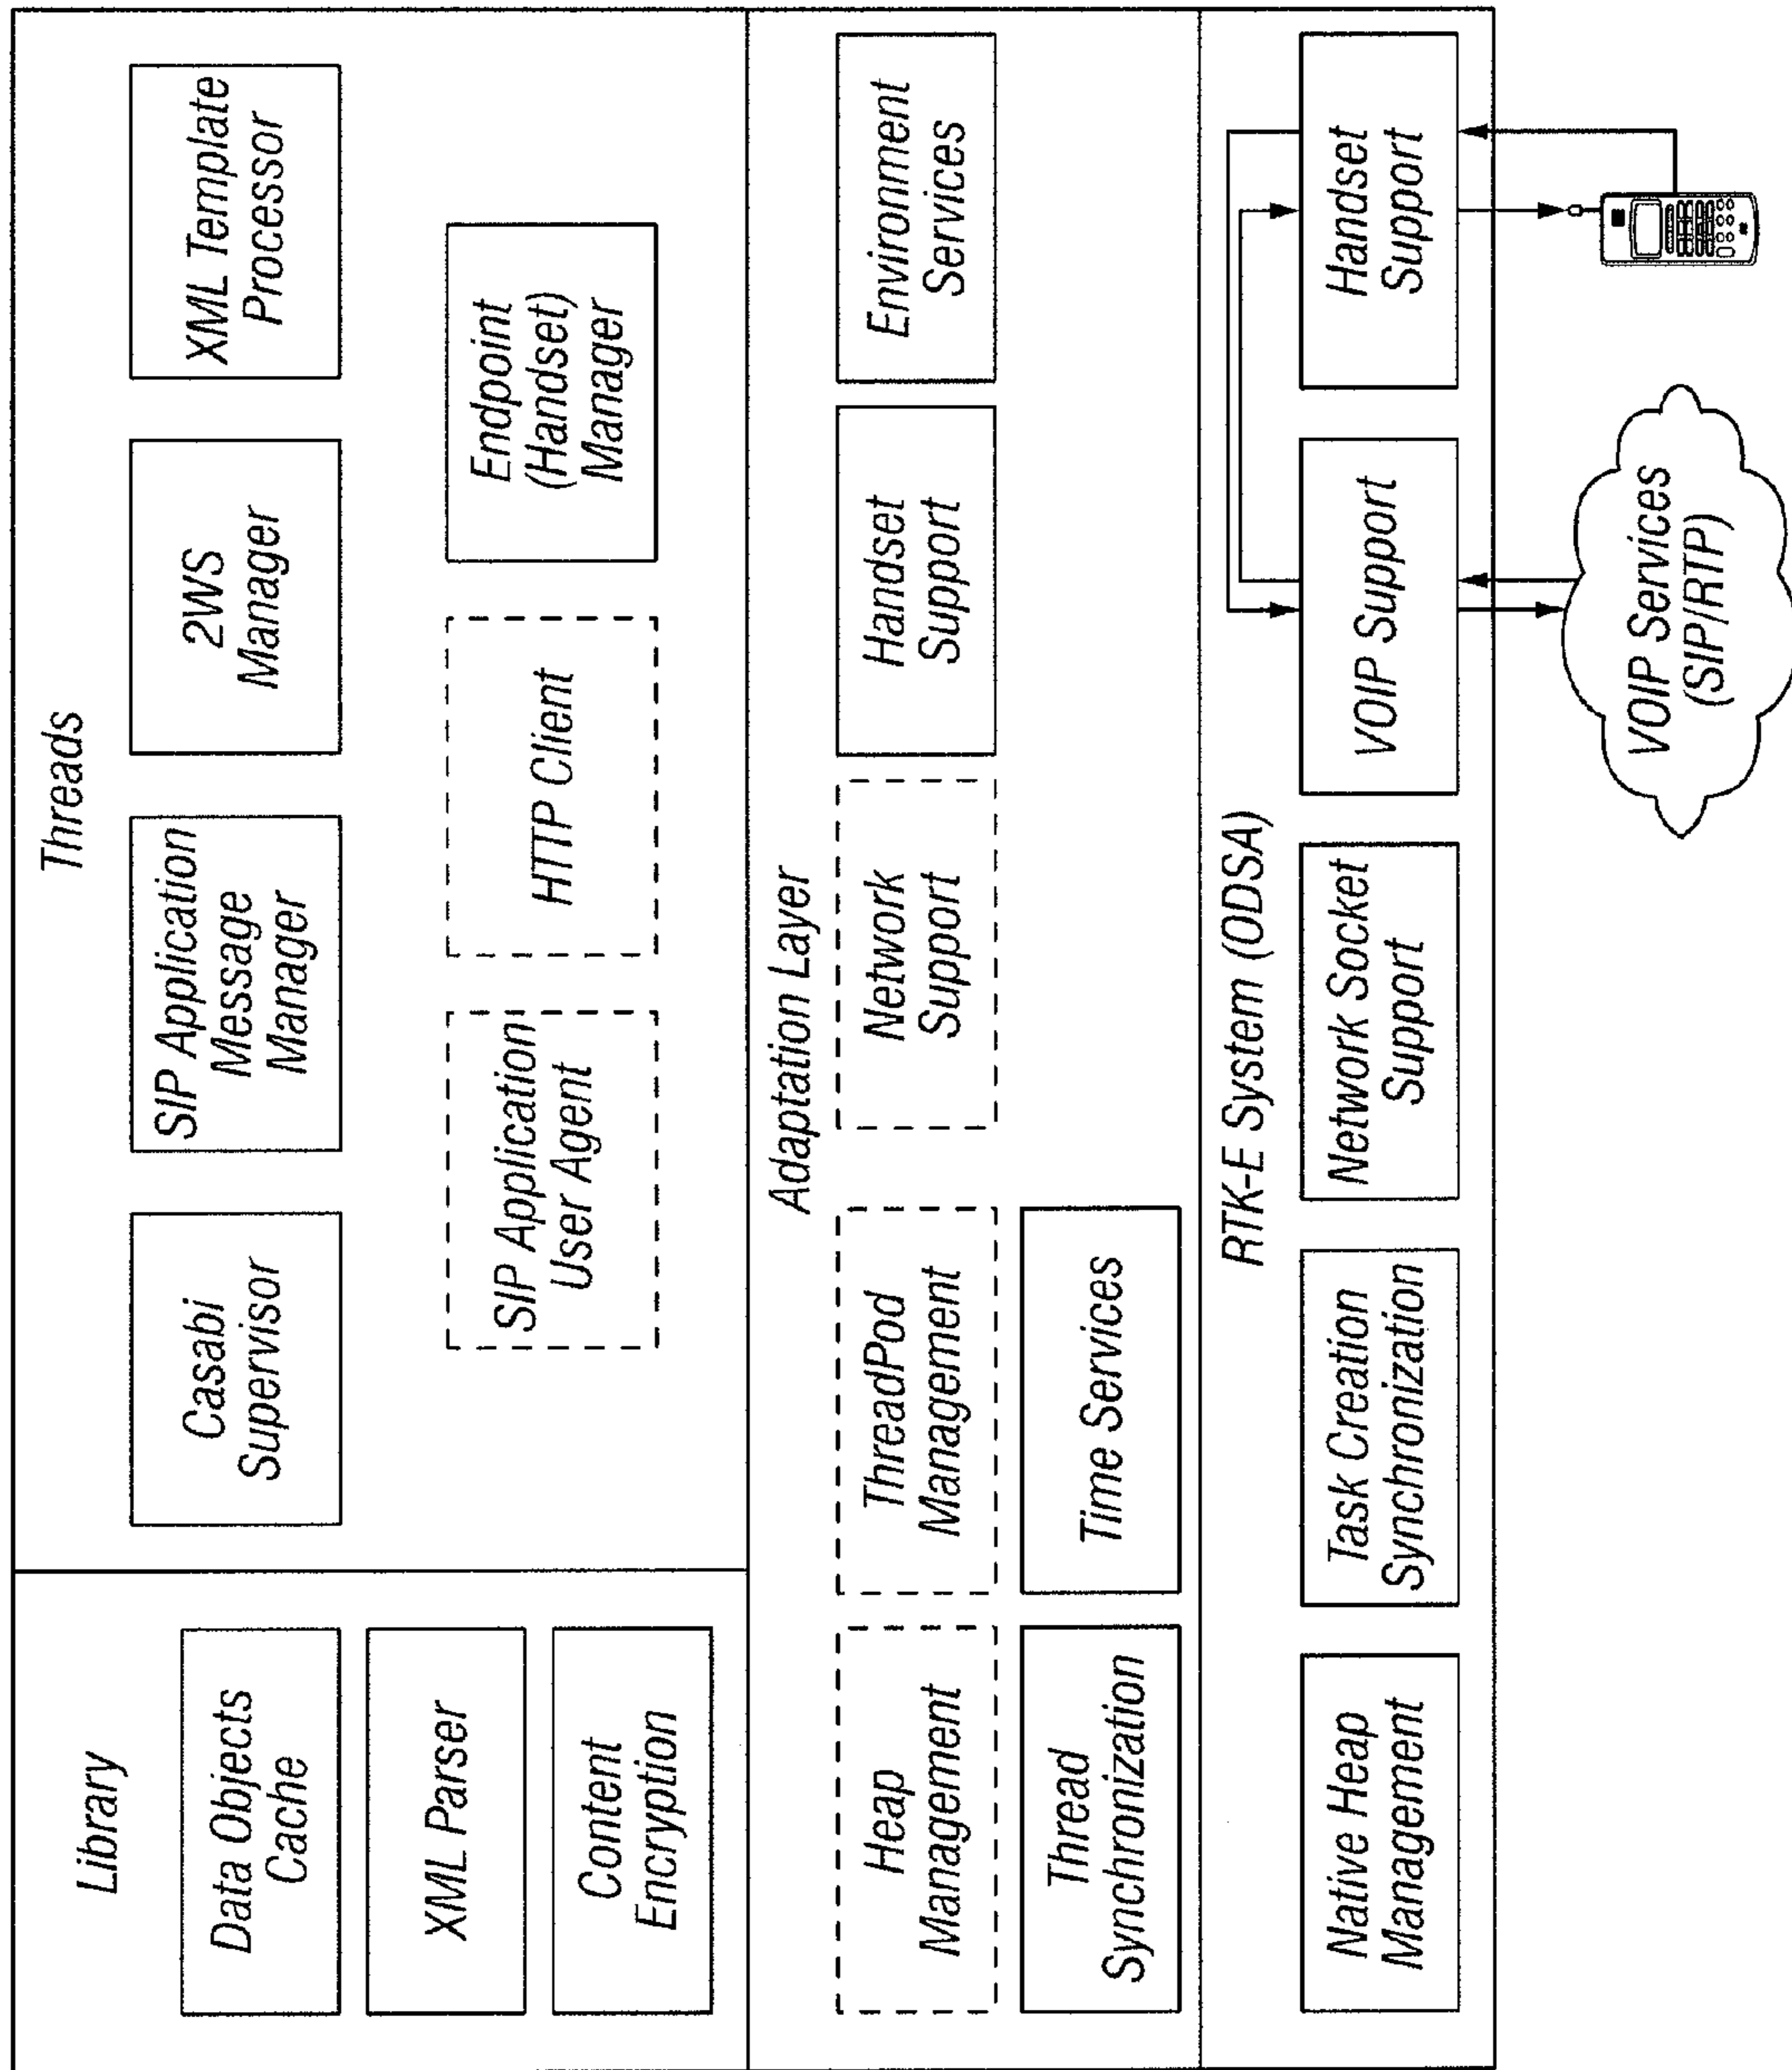 Library
Data Objects
Cache
XML Parser
Content
Encryption
Threads
Casabi
Supervisor
SIP Application
Message
Manager
2WS
Manager
XML Template
Processor
SIP Application
User Agent
HTTP Client
Endpoint
(Handset)
Manager
Adaptation Layer
Heap
Management
ThreadPod
Management
Network
Support
Handset
Support
Environment
Services
Thread
Synchronization
Time Services
RTK-E System (ODSA)
Native Heap
Management
Task Creation
Synchronization
Network Socket
Support
VOIP Support
Handset
Support
VOIP Services
(SIP/RTP)